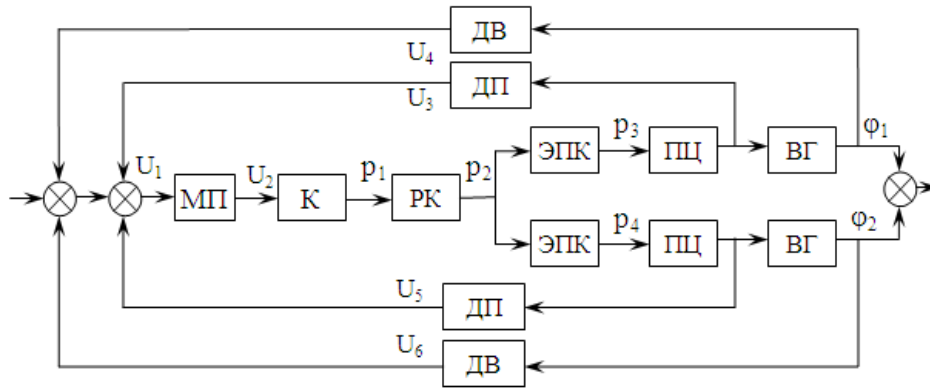 ДВ
U₄
ДП
U₃
ЭПК
p₃
ПЦ
ВГ
φ₁
U₁
МП
U₂
К
p₁
РК
p₂
ЭПК
p₄
ПЦ
ВГ
φ₂
U₅
ДП
U₆
ДВ